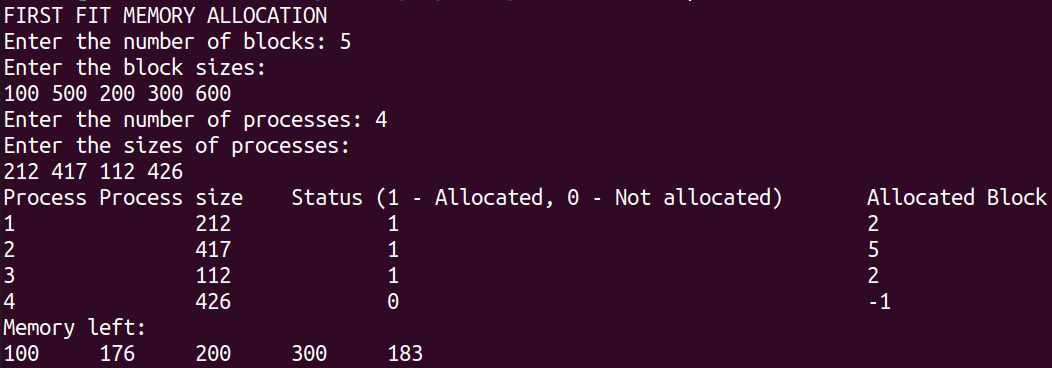 FIRST FIT MEMORY ALLOCATION
Enter the number of blocks: 5
Enter the block sizes:
100 500 200 300 600
Enter the number of processes: 4
Enter the sizes of processes:
212 417 112 426
Process Process size    Status (1 - Allocated, 0 - Not allocated)       Allocated Block
1               212             1                                       2
2               417             1                                       5
3               112             1                                       2
4               426             0                                       -1
Memory left:
100     176     200     300     183